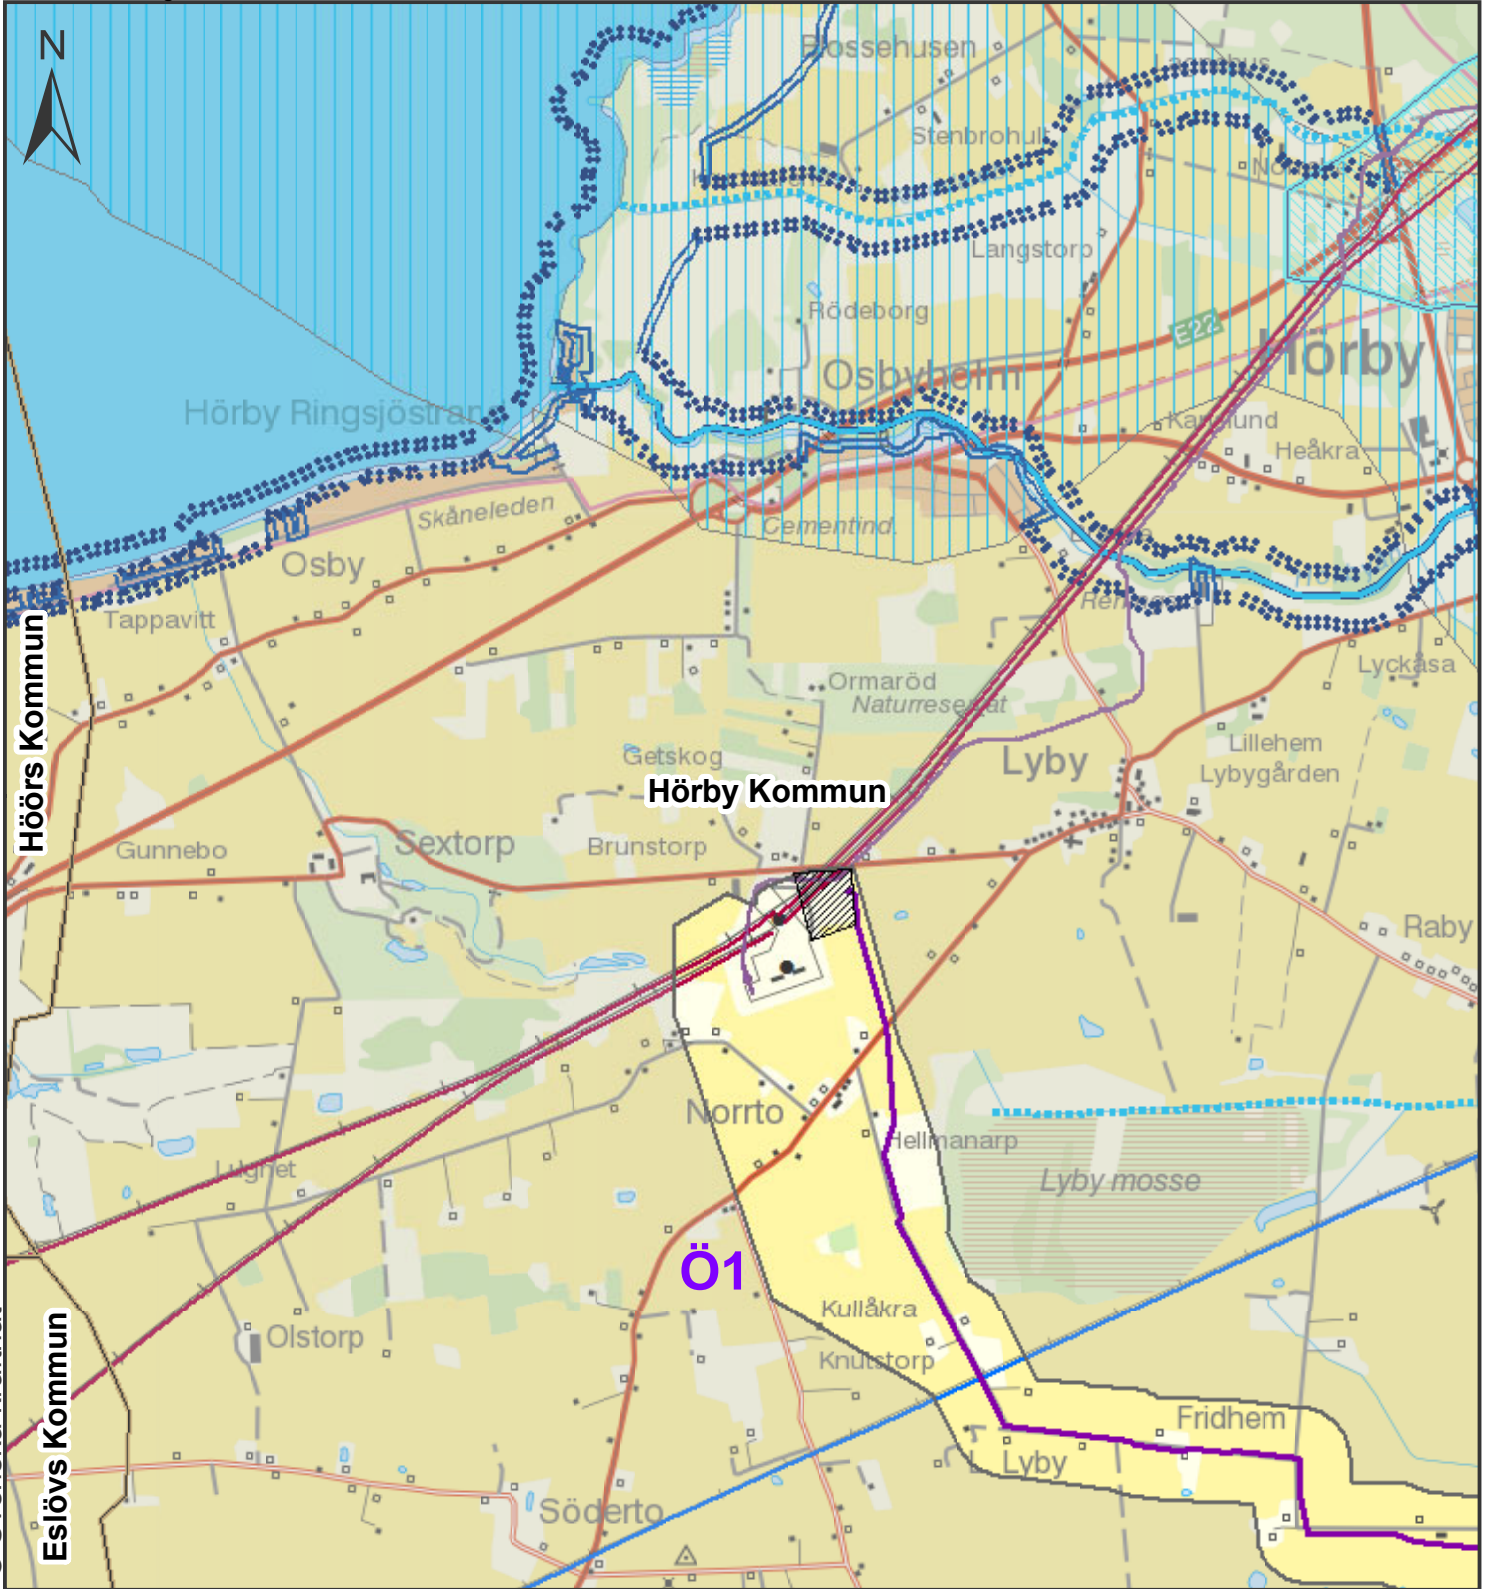 N
Blossehusen
Stenbrohult
Langstorp
Rödeborg
E22
Hörby
Osbyholm
Hörby Ringsjöstran
Karlslund
Heåkra
Skåneleden
Cementind.
Osby
Tappavitt
Höörs Kommun
Ormaröd
Naturreservat
Lyckåsa
Getskog
Lyby
Lillehem
Lybygården
Hörby Kommun
Gunnebo
Sextorp
Brunstorp
Raby
Norrto
Hellmanarp
Lyby mosse
Ö1
Kullåkra
Olstorp
Knutstorp
Eslövs Kommun
Fridhem
Lyby
Söderto